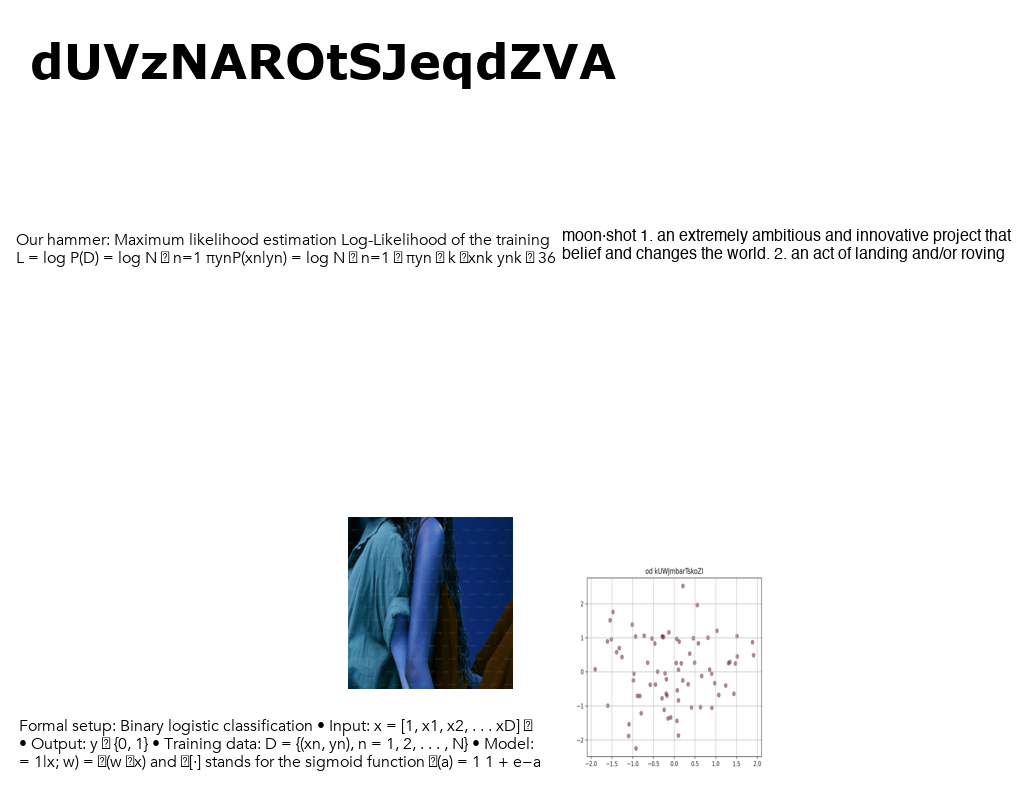 dUVzNAROtSJeqdZVA
Our hammer: Maximum likelihood estimation Log-Likelihood of the training
L = log P(D) = log N � n=1 πynP(xnlyn) = log N � n=1 � πyn � k �xnk ynk � 36
moon·shot 1. an extremely ambitious and innovative project that
belief and changes the world. 2. an act of landing and/or roving
od kUWJmbarTskoZl
2
1
0
−1
−2
−2.0 −1.5 −1.0 −0.5 0.0 0.5 1.0 1.5 2.0
Formal setup: Binary logistic classification • Input: x = [1, x1, x2, . . . xD] �
• Output: y � {0, 1} • Training data: D = {(xn, yn), n = 1, 2, . . . , N} • Model:
= 1|x; w) = �(w �x) and �[·] stands for the sigmoid function �(a) = 1 1 + e−a